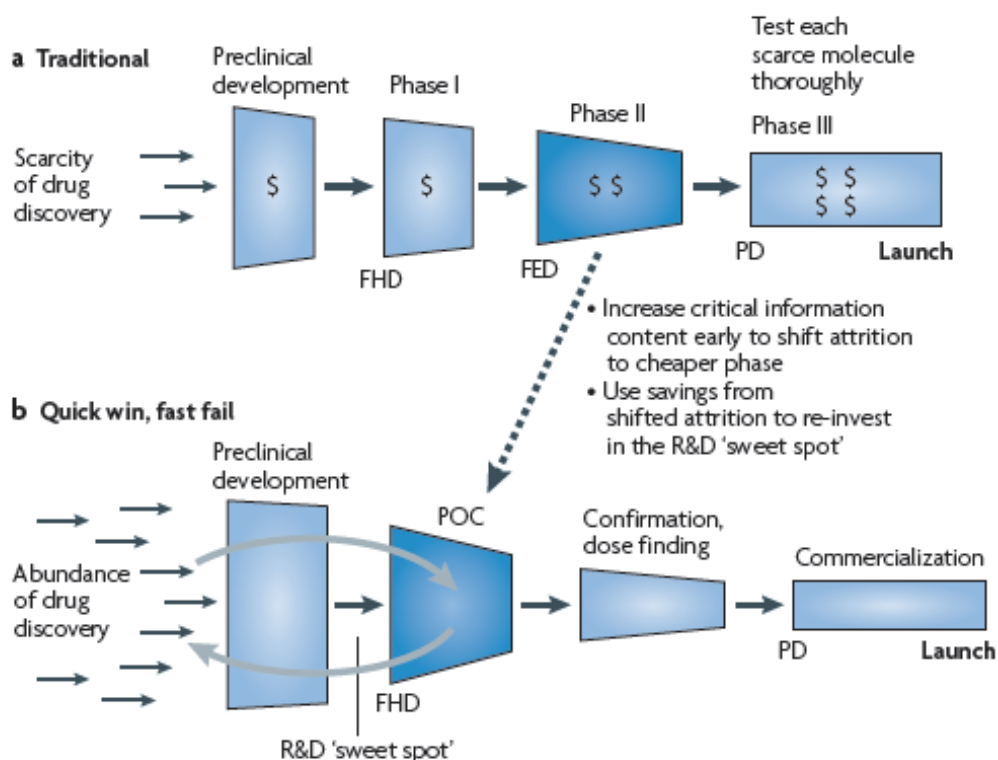 a Traditional
Preclinical
development
Phase I
Phase II
Test each
scarce molecule
thoroughly
Phase III
Scarcity
of drug
discovery
$
$
$ $
$ $
$ $
FHD
FED
PD
Launch
• Increase critical information
content early to shift attrition
to cheaper phase
• Use savings from
shifted attrition to re-invest
in the R&D ‘sweet spot’
b Quick win, fast fail
Preclinical
development
POC
Confirmation,
dose finding
Commercialization
Abundance
of drug
discovery
FHD
PD
Launch
R&D ‘sweet spot’